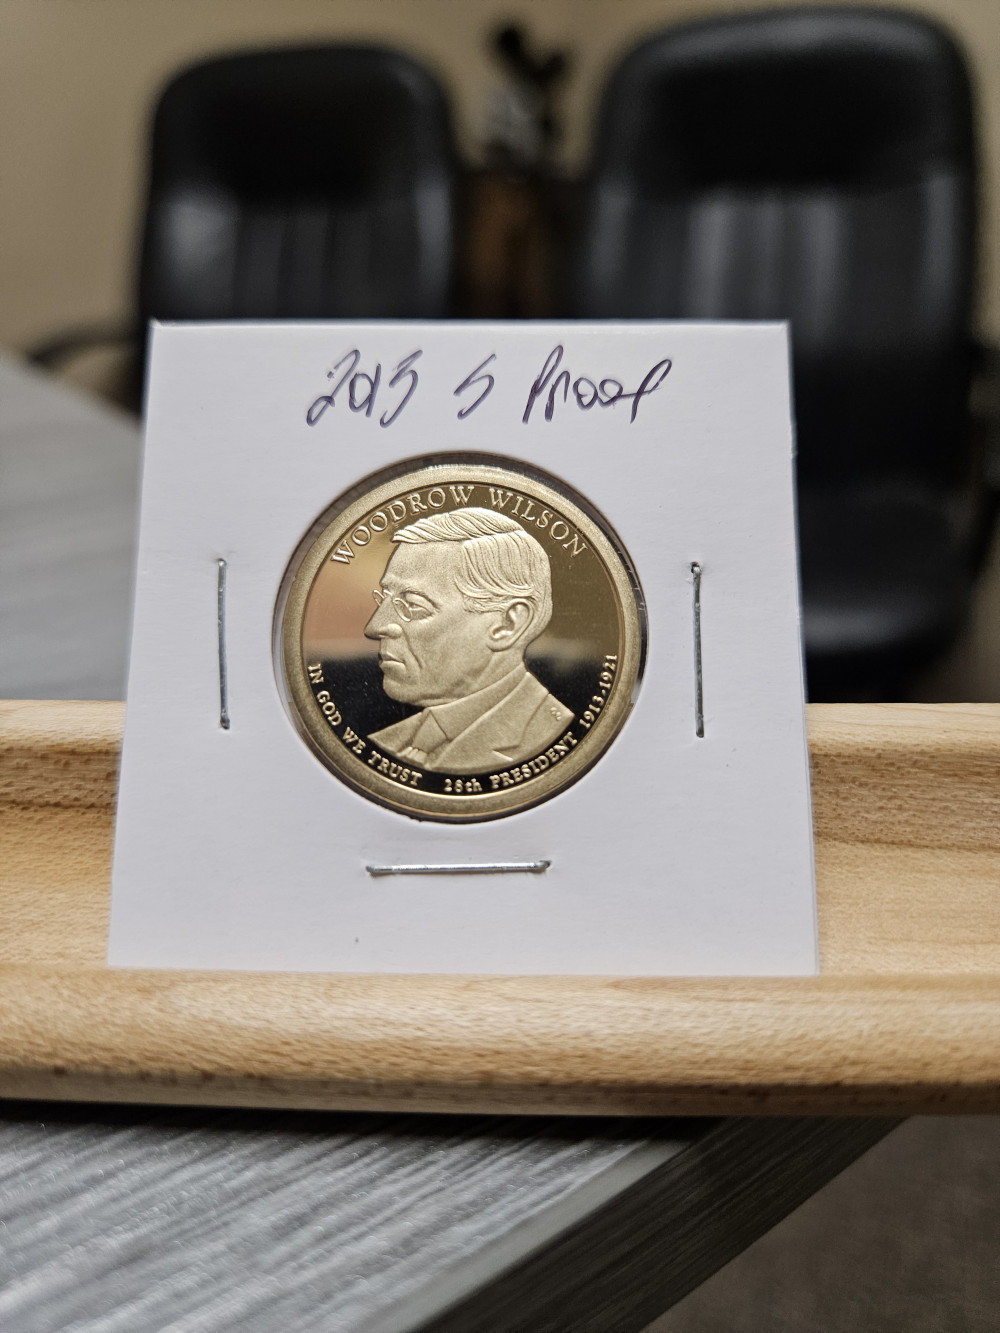 2013 S Proof
WOODROW WILSON
IN GOD WE TRUST
28th PRESIDENT 1913-1921